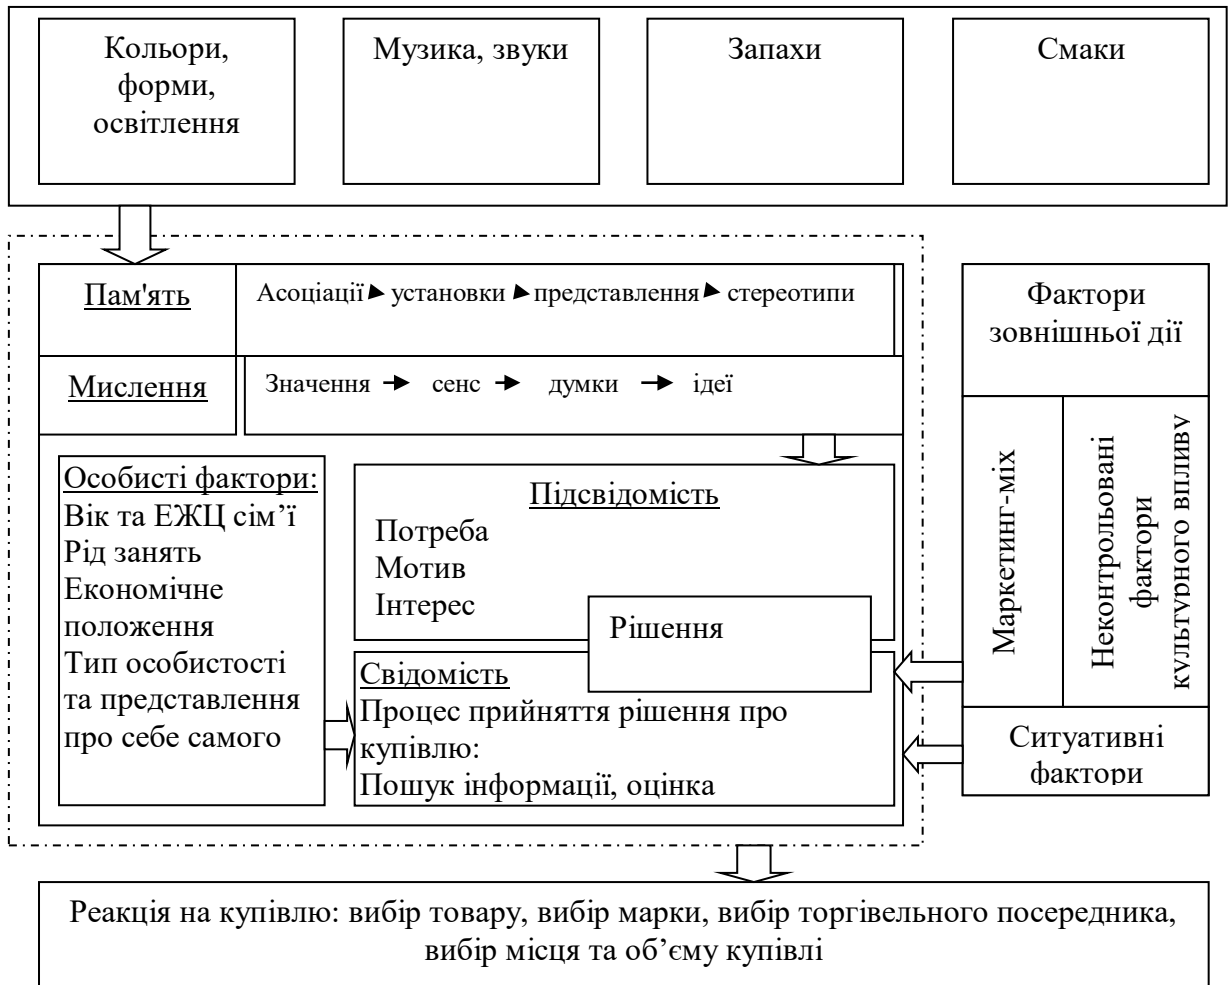 Кольори,
форми,
освітлення
Музика, звуки
Запахи
Смаки
Пам'ять
Асоціації установки представлення стереотипи
Мислення
Значення сенс думки ідеї
Фактори
зовнішньої дії
Маркетинг-міх
Неконтрольовані
фактори
культурного впливу
Ситуативні
фактори
Особисті фактори:
Вік та ЕЖЦ сім’ї
Рід занять
Економічне
положення
Тип особистості
та представлення
про себе самого
Підсвідомість
Потреба
Мотив
Інтерес
Рішення
Свідомість
Процес прийняття рішення про
купівлю:
Пошук інформації, оцінка
Реакція на купівлю: вибір товару, вибір марки, вибір торгівельного посередника,
вибір місця та об’єму купівлі